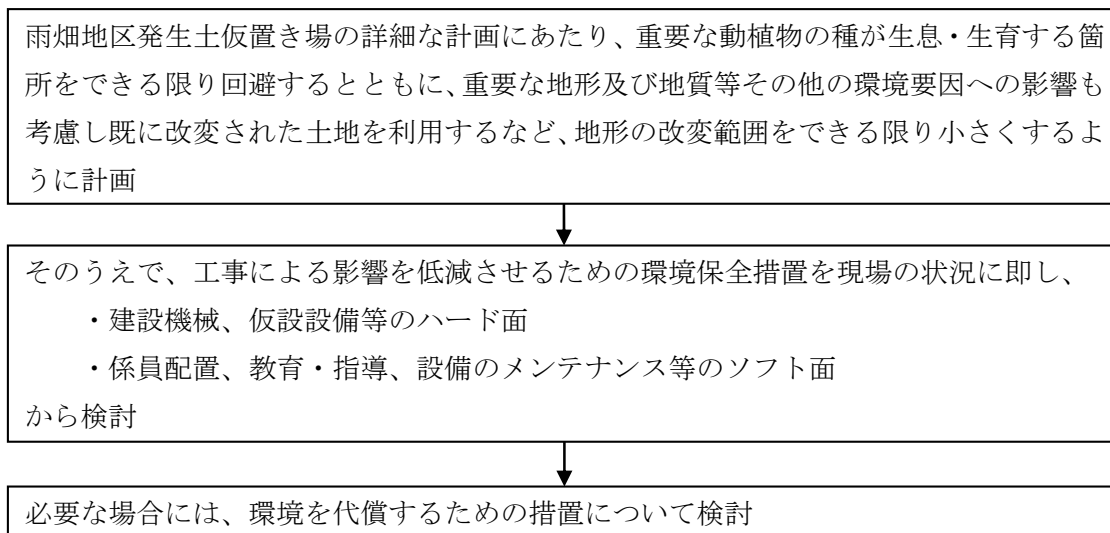 雨畑地区発生土仮置き場の詳細な計画にあたり、重要な動植物の種が生息・生育する箇
所をできる限り回避するとともに、重要な地形及び地質等その他の環境要因への影響も
考慮し既に改変された土地を利用するなど、地形の改変範囲をできる限り小さくするよ
うに計画
そのうえで、工事による影響を低減させるための環境保全措置を現場の状況に即し、
・建設機械、仮設設備等のハード面
・係員配置、教育・指導、設備のメンテナンス等のソフト面
から検討
必要な場合には、環境を代償するための措置について検討